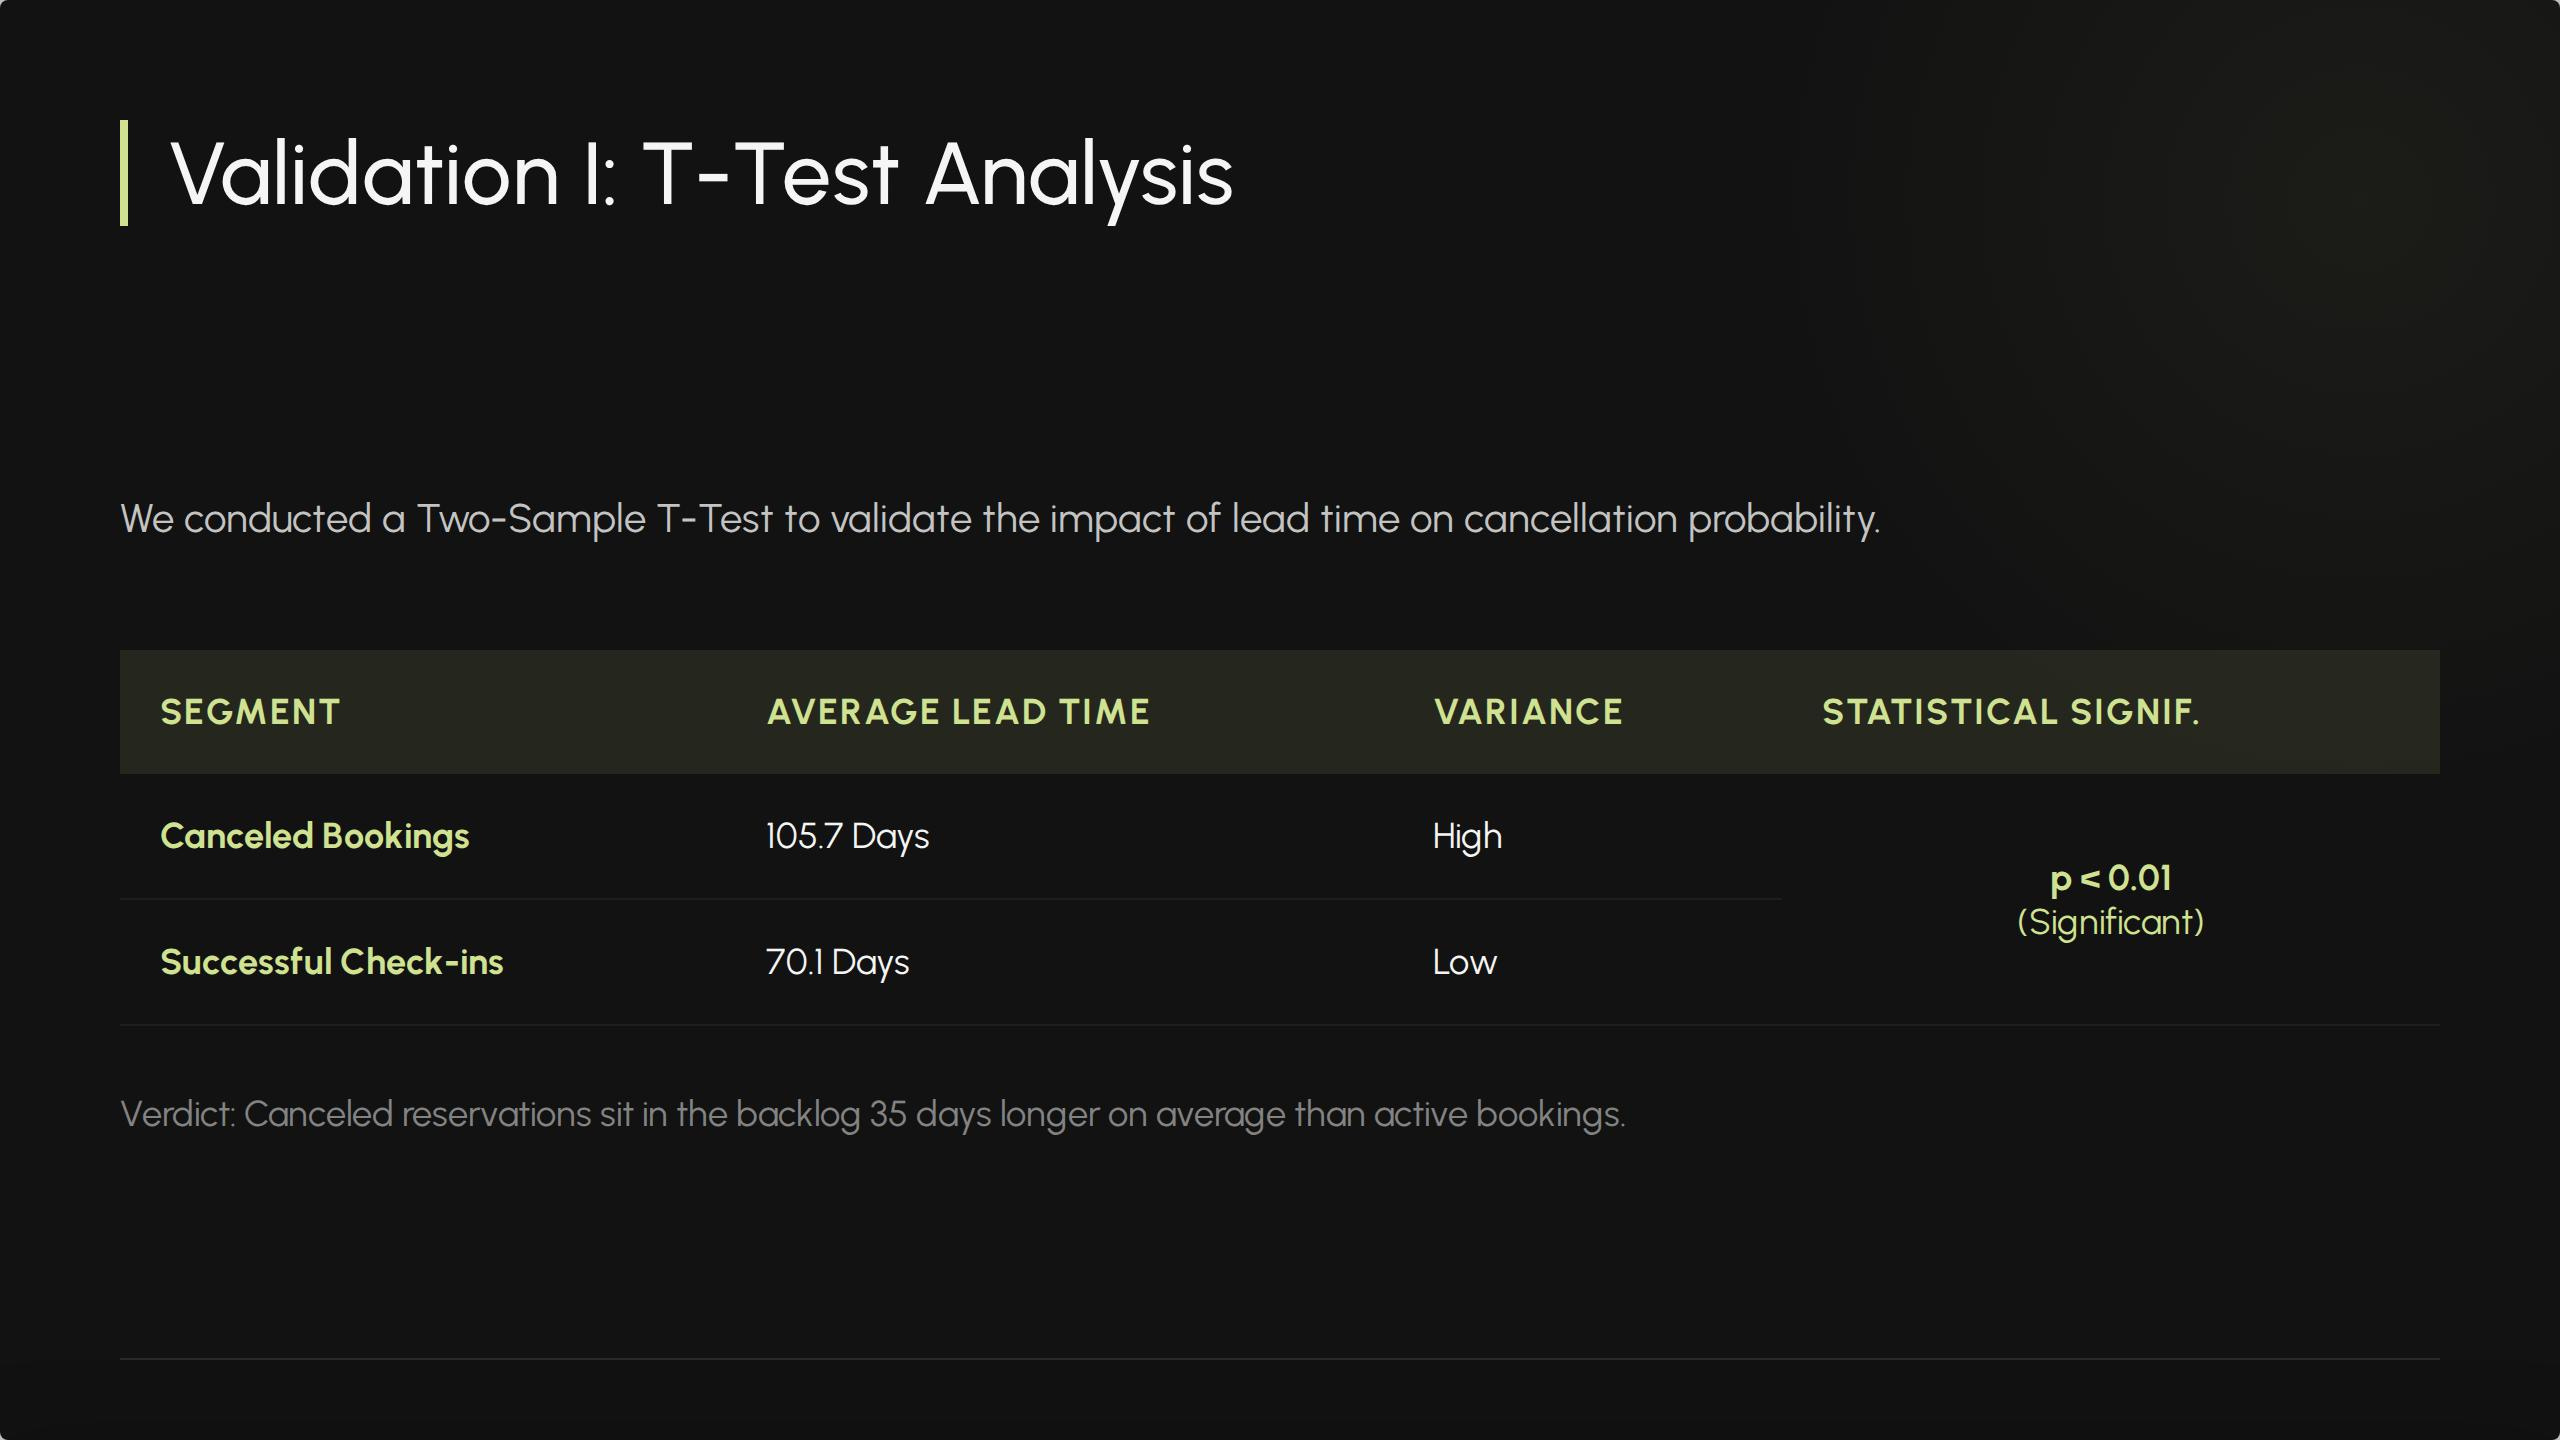 Validation I: T-Test Analysis
We conducted a Two-Sample T-Test to validate the impact of lead time on cancellation probability.
SEGMENT AVERAGE LEAD TIME VARIANCE STATISTICAL SIGNIF.
Canceled Bookings 105.7 Days High
p < 0.01
(Significant)
Successful Check-ins 70.1 Days Low
Verdict: Canceled reservations sit in the backlog 35 days longer on average than active bookings.